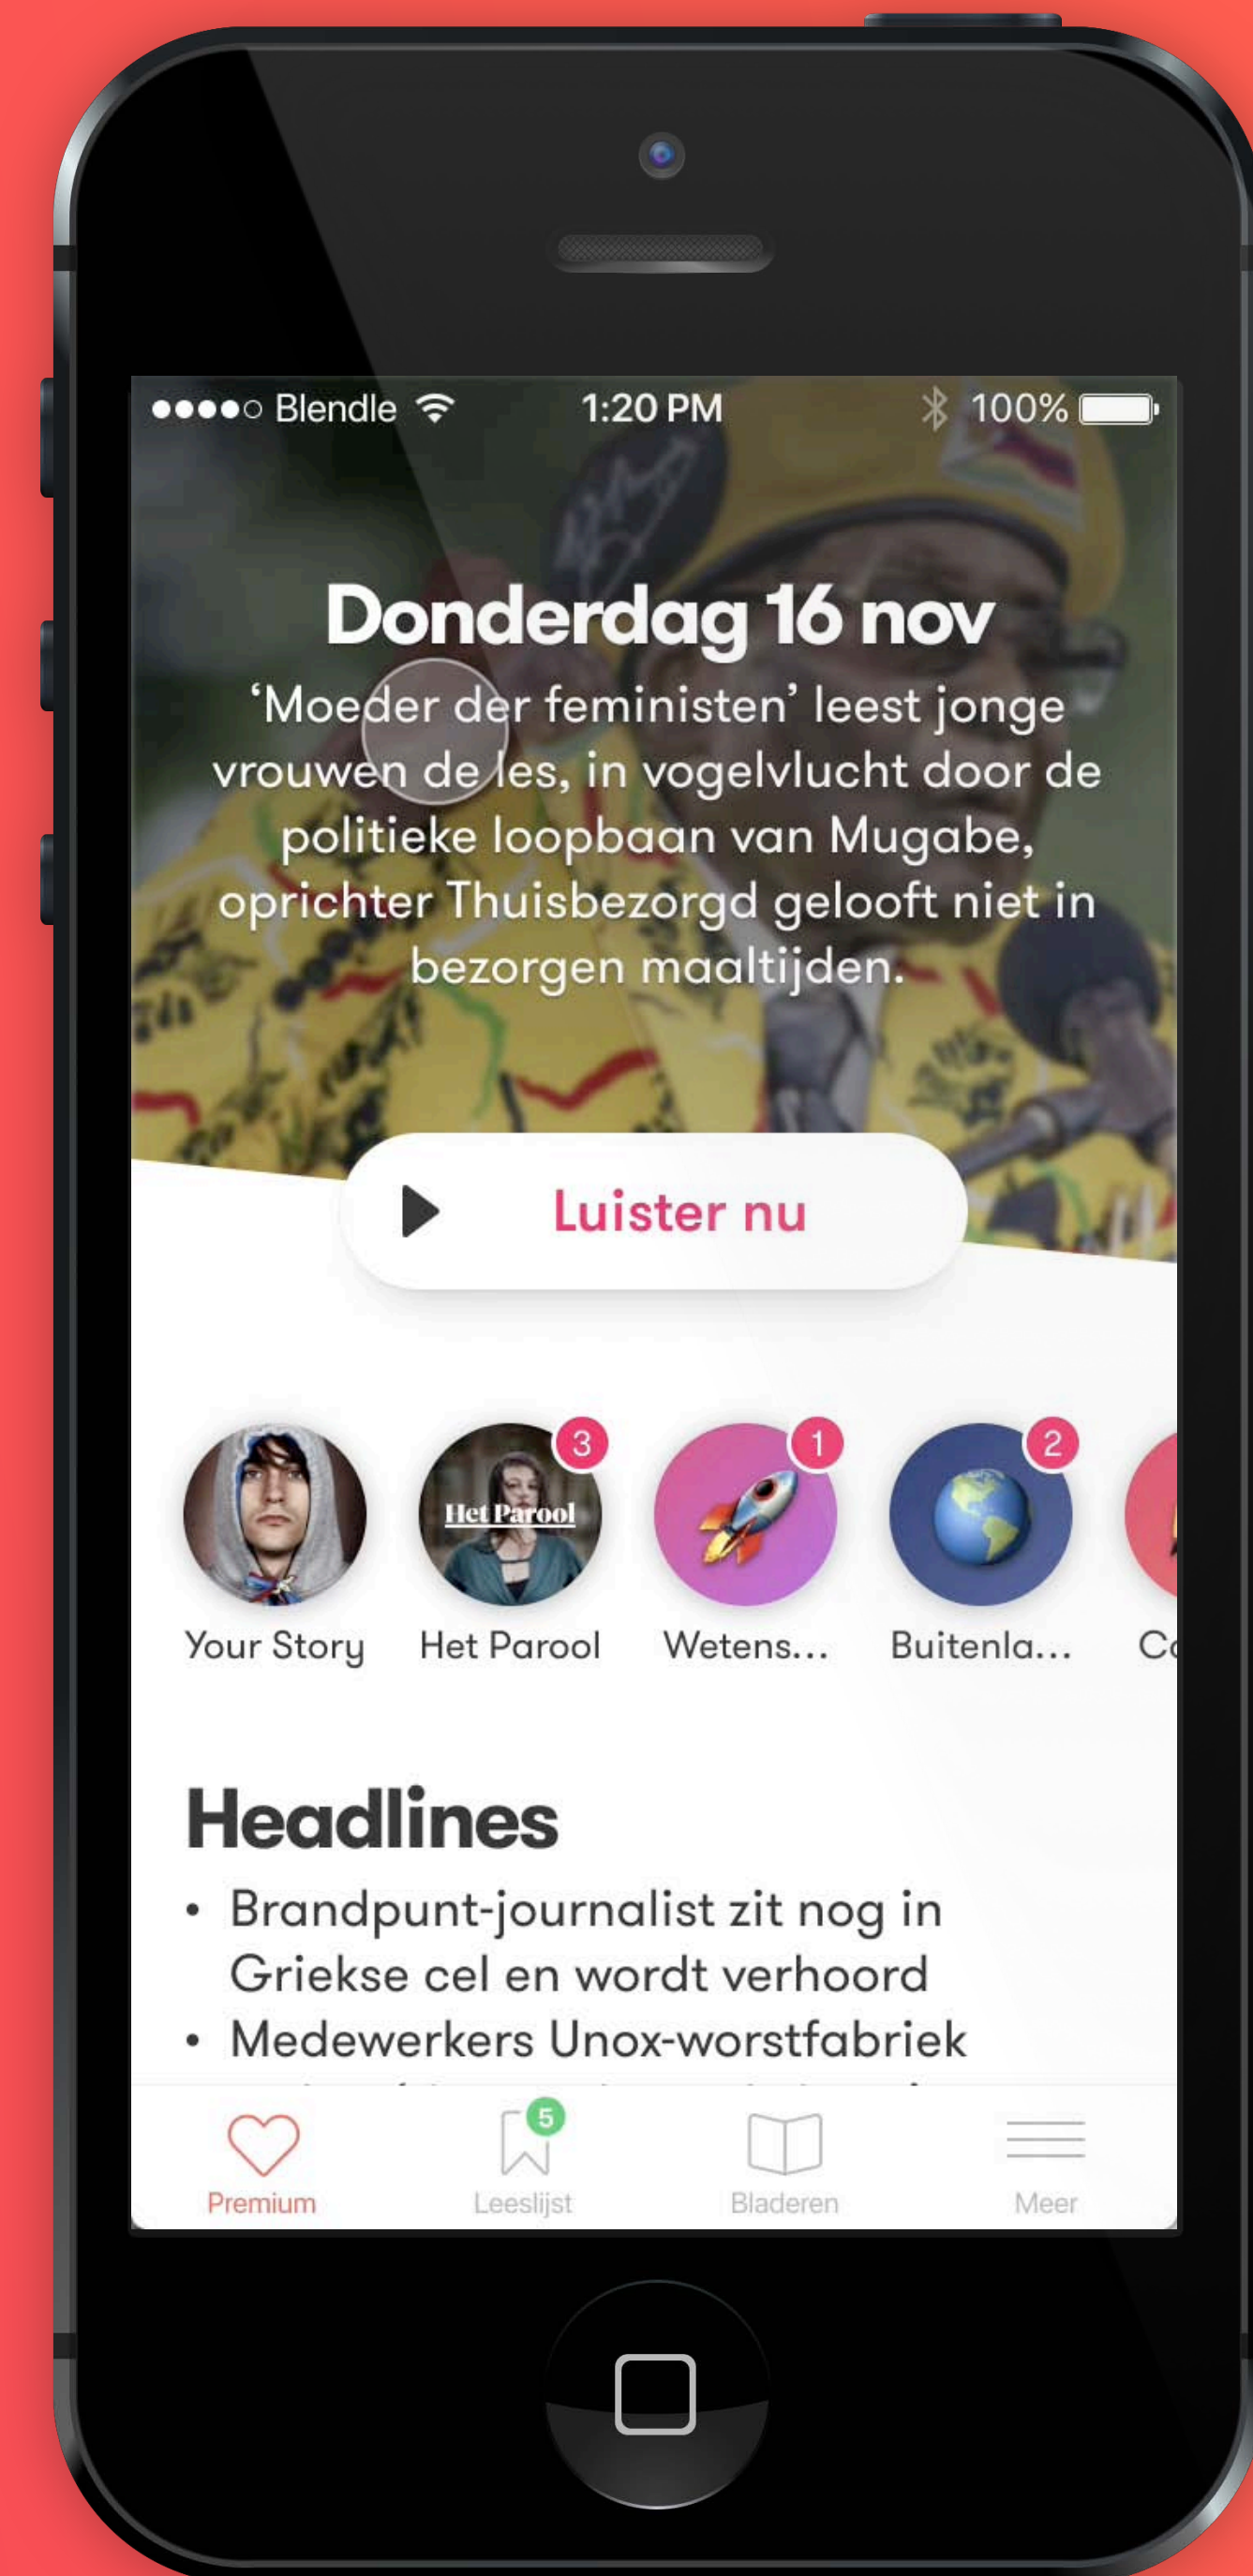 Blendle 1:20 PM 100%
Donderdag 16 nov
‘Moeder der feministen’ leest jonge
vrouwen de les, in vogelvlucht door de
politieke loopbaan van Mugabe,
oprichter Thuisbezorgd gelooft niet in
bezorgen maaltijden.
Luister nu
3
1
2
Het Parool
Your Story Het Parool Wetens... Buitenla...
Headlines
• Brandpunt-journalist zit nog in
Griekse cel en wordt verhoord
• Medewerkers Unox-worstfabriek
5
Premium Leeslijst Bladeren Meer